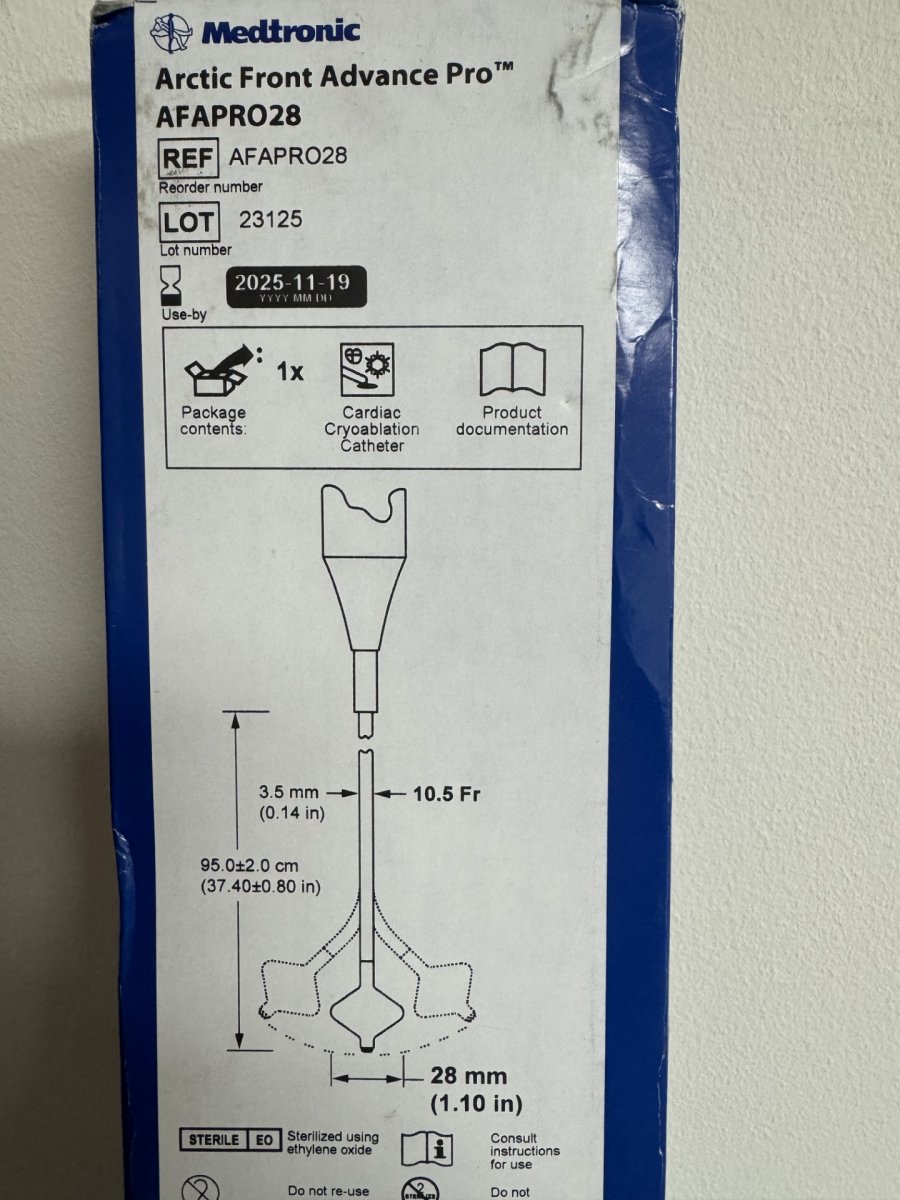 Medtronic
Arctic Front Advance Pro™
AFAPRO28
REF AFAPRO28
Reorder number
LOT 23125
Lot number
2025-11-19
YYYY MM DD
Use-by
1x
Package contents:
Cardiac Cryoablation Catheter
Product documentation
3.5 mm
(0.14 in)
10.5 Fr
95.0±2.0 cm
(37.40±0.80 in)
28 mm
(1.10 in)
STERILE EO
Sterilized using
ethylene oxide
i
Consult
instructions
for use
2
Do not re-use
2
Do not